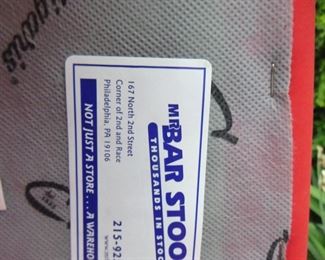 MR BAR STOO
THOUSANDS IN STOC
167 North 2nd Street
Corner of 2nd and Race
Philadelphia, PA 19106
215-92
www.m
NOT JUST A STORE . . . A WAREHO